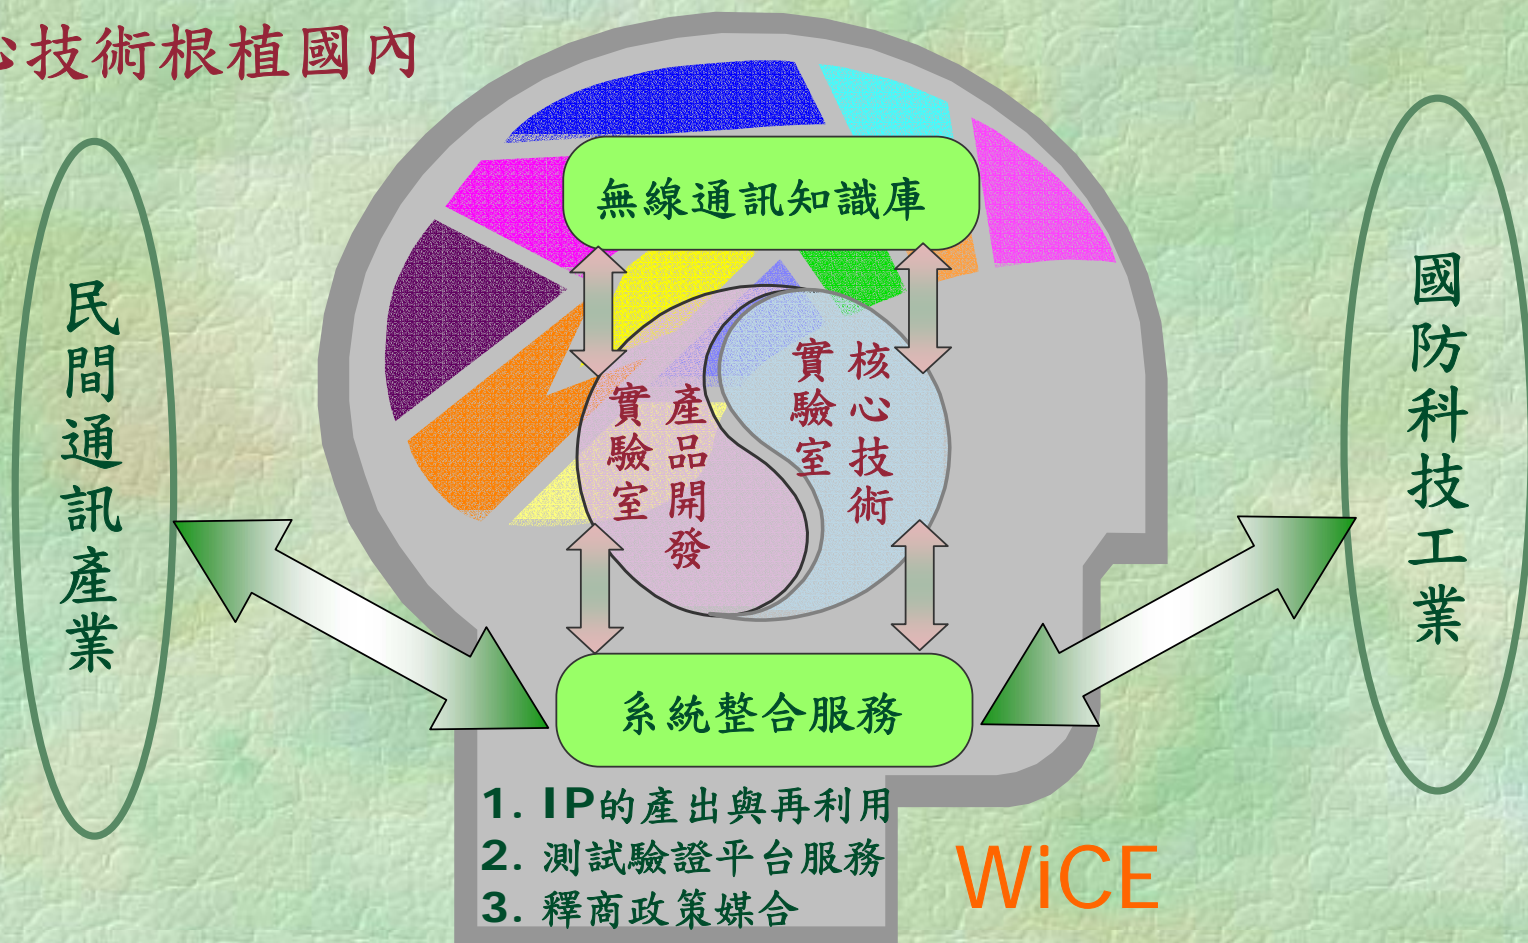 技術根植國內
無線通訊知識庫
民間通訊產業
產品開發
實驗室
核心技術
實驗室
國防科技工業
系統整合服務
1. IP的產出與再利用
2. 測試驗證平台服務
3. 釋商政策媒合
WiCE